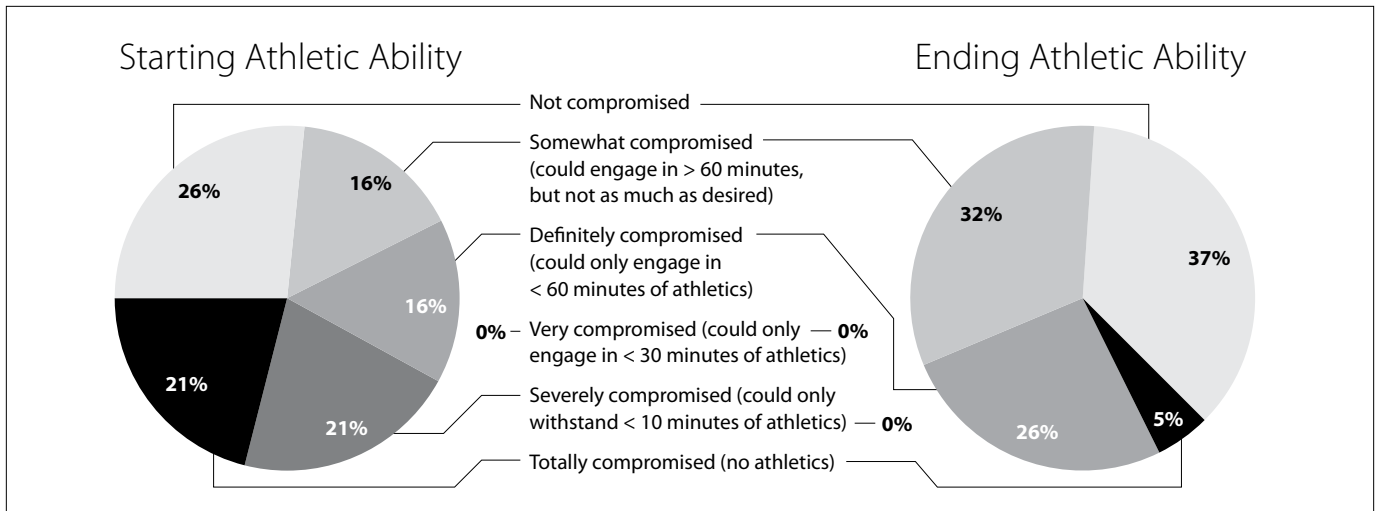 Starting Athletic Ability
Ending Athletic Ability
Not compromised
Somewhat compromised
(could engage in > 60 minutes,
but not as much as desired)
Definitely compromised
(could only engage in
< 60 minutes of athletics)
0%
Very compromised (could only
engage in < 30 minutes of athletics)
0%
Severely compromised (could only
withstand < 10 minutes of athletics)
0%
Totally compromised (no athletics)
26%
16%
16%
21%
21%
32%
37%
26%
5%